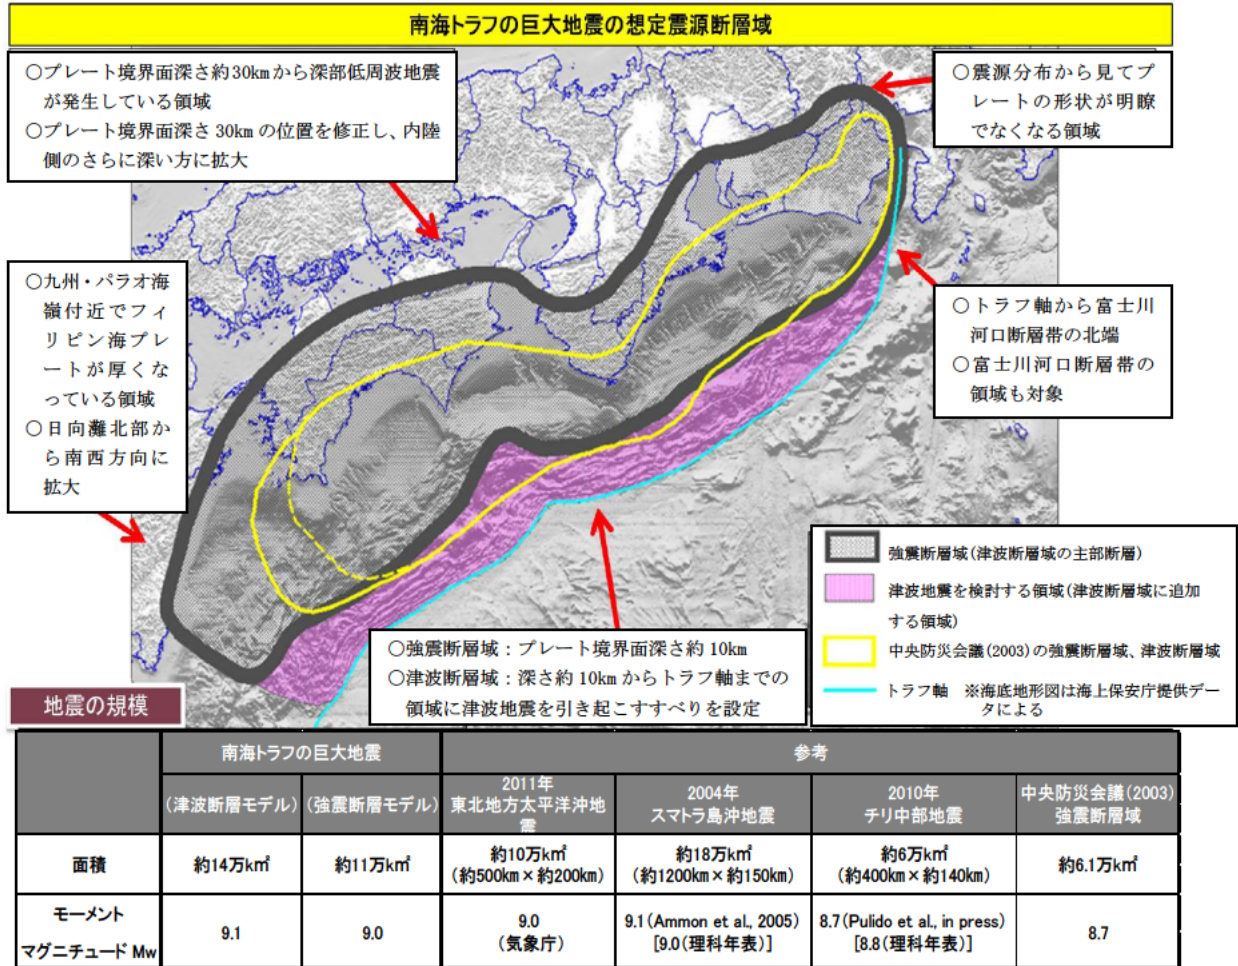 南海トラフの巨大地震の想定震源断層域
○プレート境界面深さ約30kmから深部低周波地震
が発生している領域
○プレート境界面深さ30kmの位置を修正し、内陸
側のさらに深い方に拡大
○震源分布から見てプ
レートの形状が明瞭
でなくなる領域
○九州・パラオ海
嶺付近でフィ
リピン海プレ
ートが厚くな
っている領域
○日向灘北部か
ら南西方向に
拡大
○トラフ軸から富士川
河口断層帯の北端
○富士川河口断層帯の
領域も対象
○強震断層域：プレート境界面深さ約10km
○津波断層域：深さ約10kmからトラフ軸までの
領域に津波地震を引き起こすすべりを設定
強震断層域(津波断層域の主部断層)
津波地震を検討する領域(津波断層域に追加
する領域)
中央防災会議(2003)の強震断層域、津波断層域
トラフ軸　※海底地形図は海上保安庁提供デー
タによる
地震の規模
南海トラフの巨大地震 参考
(津波断層モデル) (強震断層モデル) 2011年 2004年 2010年 中央防災会議(2003)
東北地方太平洋沖地 スマトラ島沖地震 チリ中部地震 強震断層域
震
面積 約14万km² 約11万km² 約10万km² 約18万km² 約6万km² 約6.1万km²
(約500km×約200km) (約1200km×約150km) (約400km×約140km)
モーメント 9.1 9.0 9.0 9.1(Ammon et al., 2005) 8.7(Pulido et al., in press) 8.7
マグニチュード Mw (気象庁) [9.0(理科年表)] [8.8(理科年表)]